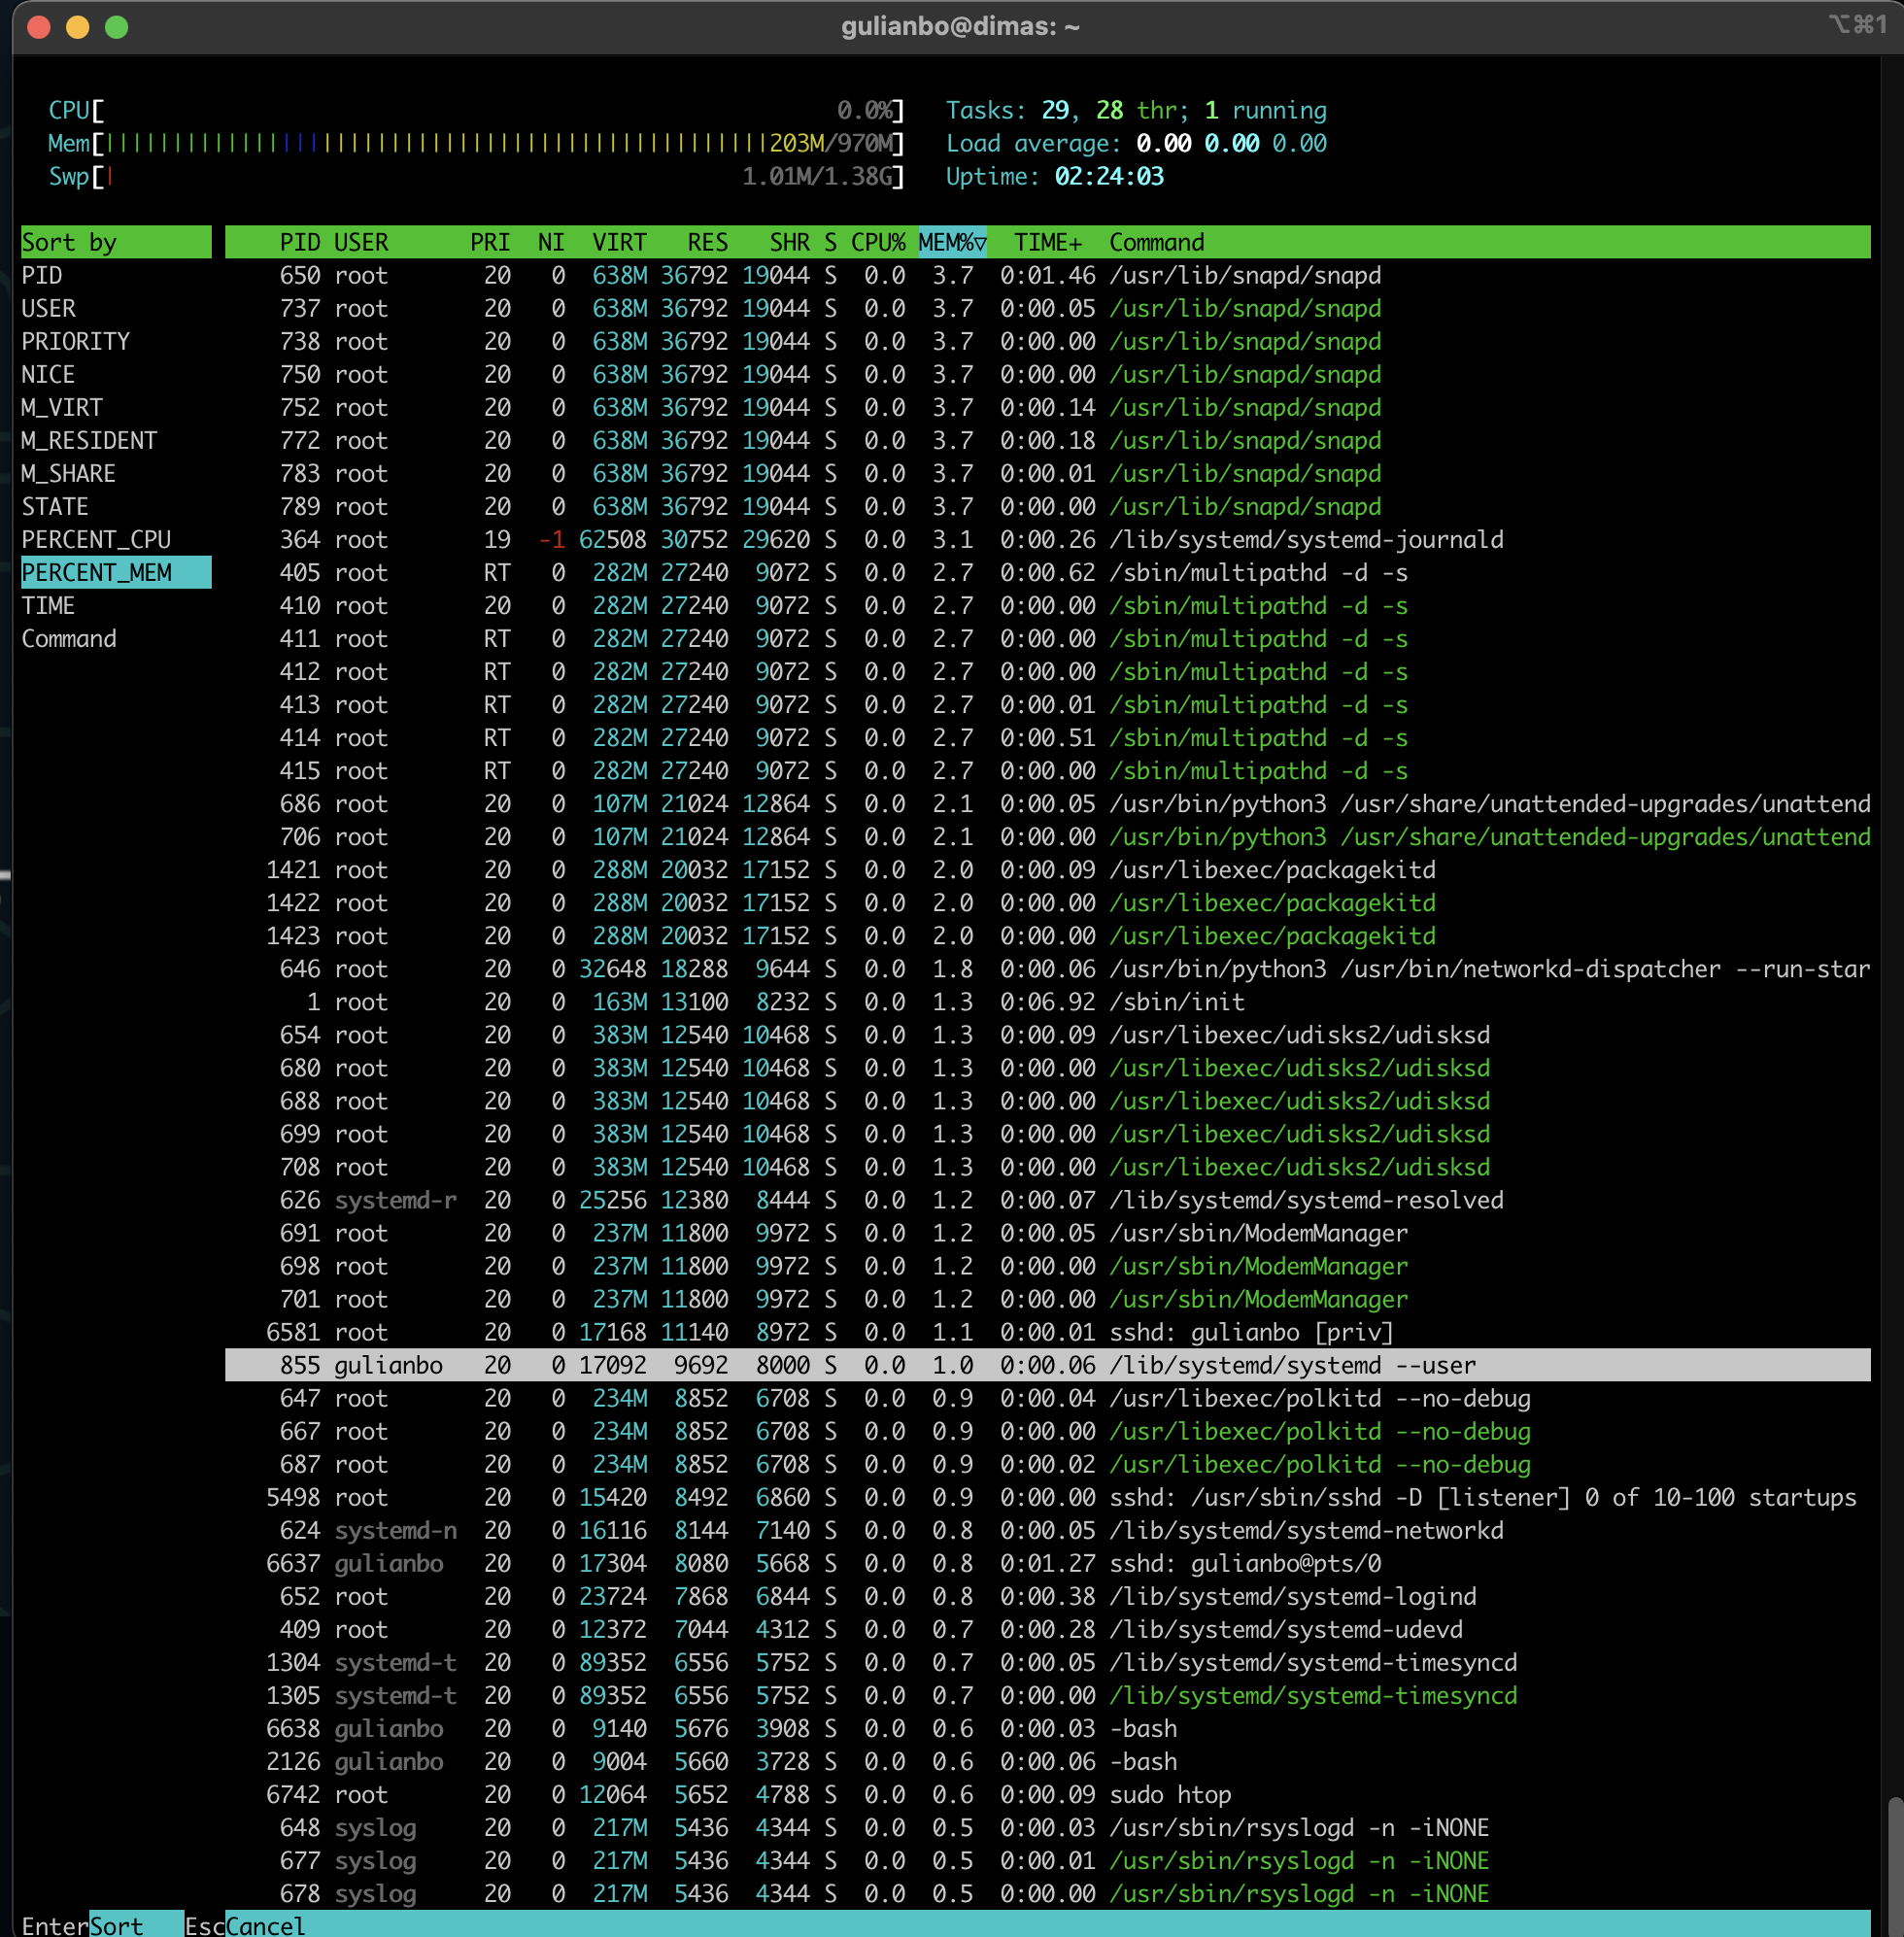 gulianbo@dimas: ~
⌥⌘1
CPU[ 0.0%] Tasks: 29, 28 thr; 1 running
Mem[||||||||||||||||||||||||||||||||||||||||||||||||203M/970M] Load average: 0.00 0.00 0.00
Swp[| 1.01M/1.38G] Uptime: 02:24:03
Sort by PID USER PRI NI VIRT RES SHR S CPU% MEM%▽ TIME+ Command
PID 650 root 20 0 638M 36792 19044 S 0.0 3.7 0:01.46 /usr/lib/snapd/snapd
USER 737 root 20 0 638M 36792 19044 S 0.0 3.7 0:00.05 /usr/lib/snapd/snapd
PRIORITY 738 root 20 0 638M 36792 19044 S 0.0 3.7 0:00.00 /usr/lib/snapd/snapd
NICE 750 root 20 0 638M 36792 19044 S 0.0 3.7 0:00.00 /usr/lib/snapd/snapd
M_VIRT 752 root 20 0 638M 36792 19044 S 0.0 3.7 0:00.14 /usr/lib/snapd/snapd
M_RESIDENT 772 root 20 0 638M 36792 19044 S 0.0 3.7 0:00.18 /usr/lib/snapd/snapd
M_SHARE 783 root 20 0 638M 36792 19044 S 0.0 3.7 0:00.01 /usr/lib/snapd/snapd
STATE 789 root 20 0 638M 36792 19044 S 0.0 3.7 0:00.00 /usr/lib/snapd/snapd
PERCENT_CPU 364 root 19 -1 62508 30752 29620 S 0.0 3.1 0:00.26 /lib/systemd/systemd-journald
PERCENT_MEM 405 root RT 0 282M 27240 9072 S 0.0 2.7 0:00.62 /sbin/multipathd -d -s
TIME 410 root 20 0 282M 27240 9072 S 0.0 2.7 0:00.00 /sbin/multipathd -d -s
Command 411 root RT 0 282M 27240 9072 S 0.0 2.7 0:00.00 /sbin/multipathd -d -s
412 root RT 0 282M 27240 9072 S 0.0 2.7 0:00.00 /sbin/multipathd -d -s
413 root RT 0 282M 27240 9072 S 0.0 2.7 0:00.01 /sbin/multipathd -d -s
414 root RT 0 282M 27240 9072 S 0.0 2.7 0:00.51 /sbin/multipathd -d -s
415 root RT 0 282M 27240 9072 S 0.0 2.7 0:00.00 /sbin/multipathd -d -s
686 root 20 0 107M 21024 12864 S 0.0 2.1 0:00.05 /usr/bin/python3 /usr/share/unattended-upgrades/unattend
706 root 20 0 107M 21024 12864 S 0.0 2.1 0:00.00 /usr/bin/python3 /usr/share/unattended-upgrades/unattend
1421 root 20 0 288M 20032 17152 S 0.0 2.0 0:00.09 /usr/libexec/packagekitd
1422 root 20 0 288M 20032 17152 S 0.0 2.0 0:00.00 /usr/libexec/packagekitd
1423 root 20 0 288M 20032 17152 S 0.0 2.0 0:00.00 /usr/libexec/packagekitd
646 root 20 0 32648 18288 9644 S 0.0 1.8 0:00.06 /usr/bin/python3 /usr/bin/networkd-dispatcher --run-star
1 root 20 0 163M 13100 8232 S 0.0 1.3 0:06.92 /sbin/init
654 root 20 0 383M 12540 10468 S 0.0 1.3 0:00.09 /usr/libexec/udisks2/udisksd
680 root 20 0 383M 12540 10468 S 0.0 1.3 0:00.00 /usr/libexec/udisks2/udisksd
688 root 20 0 383M 12540 10468 S 0.0 1.3 0:00.00 /usr/libexec/udisks2/udisksd
699 root 20 0 383M 12540 10468 S 0.0 1.3 0:00.00 /usr/libexec/udisks2/udisksd
708 root 20 0 383M 12540 10468 S 0.0 1.3 0:00.00 /usr/libexec/udisks2/udisksd
626 systemd-r 20 0 25256 12380 8444 S 0.0 1.2 0:00.07 /lib/systemd/systemd-resolved
691 root 20 0 237M 11800 9972 S 0.0 1.2 0:00.05 /usr/sbin/ModemManager
698 root 20 0 237M 11800 9972 S 0.0 1.2 0:00.00 /usr/sbin/ModemManager
701 root 20 0 237M 11800 9972 S 0.0 1.2 0:00.00 /usr/sbin/ModemManager
6581 root 20 0 17168 11140 8972 S 0.0 1.1 0:00.01 sshd: gulianbo [priv]
855 gulianbo 20 0 17092 9692 8000 S 0.0 1.0 0:00.06 /lib/systemd/systemd --user
647 root 20 0 234M 8852 6708 S 0.0 0.9 0:00.04 /usr/libexec/polkitd --no-debug
667 root 20 0 234M 8852 6708 S 0.0 0.9 0:00.00 /usr/libexec/polkitd --no-debug
687 root 20 0 234M 8852 6708 S 0.0 0.9 0:00.02 /usr/libexec/polkitd --no-debug
5498 root 20 0 15420 8492 6860 S 0.0 0.9 0:00.00 sshd: /usr/sbin/sshd -D [listener] 0 of 10-100 startups
624 systemd-n 20 0 16116 8144 7140 S 0.0 0.8 0:00.05 /lib/systemd/systemd-networkd
6637 gulianbo 20 0 17304 8080 5668 S 0.0 0.8 0:01.27 sshd: gulianbo@pts/0
652 root 20 0 23724 7868 6844 S 0.0 0.8 0:00.38 /lib/systemd/systemd-logind
409 root 20 0 12372 7044 4312 S 0.0 0.7 0:00.28 /lib/systemd/systemd-udevd
1304 systemd-t 20 0 89352 6556 5752 S 0.0 0.7 0:00.05 /lib/systemd/systemd-timesyncd
1305 systemd-t 20 0 89352 6556 5752 S 0.0 0.7 0:00.00 /lib/systemd/systemd-timesyncd
6638 gulianbo 20 0 9140 5676 3908 S 0.0 0.6 0:00.03 -bash
2126 gulianbo 20 0 9004 5660 3728 S 0.0 0.6 0:00.06 -bash
6742 root 20 0 12064 5652 4788 S 0.0 0.6 0:00.09 sudo htop
648 syslog 20 0 217M 5436 4344 S 0.0 0.5 0:00.03 /usr/sbin/rsyslogd -n -iNONE
677 syslog 20 0 217M 5436 4344 S 0.0 0.5 0:00.01 /usr/sbin/rsyslogd -n -iNONE
678 syslog 20 0 217M 5436 4344 S 0.0 0.5 0:00.00 /usr/sbin/rsyslogd -n -iNONE
EnterSort EscCancel